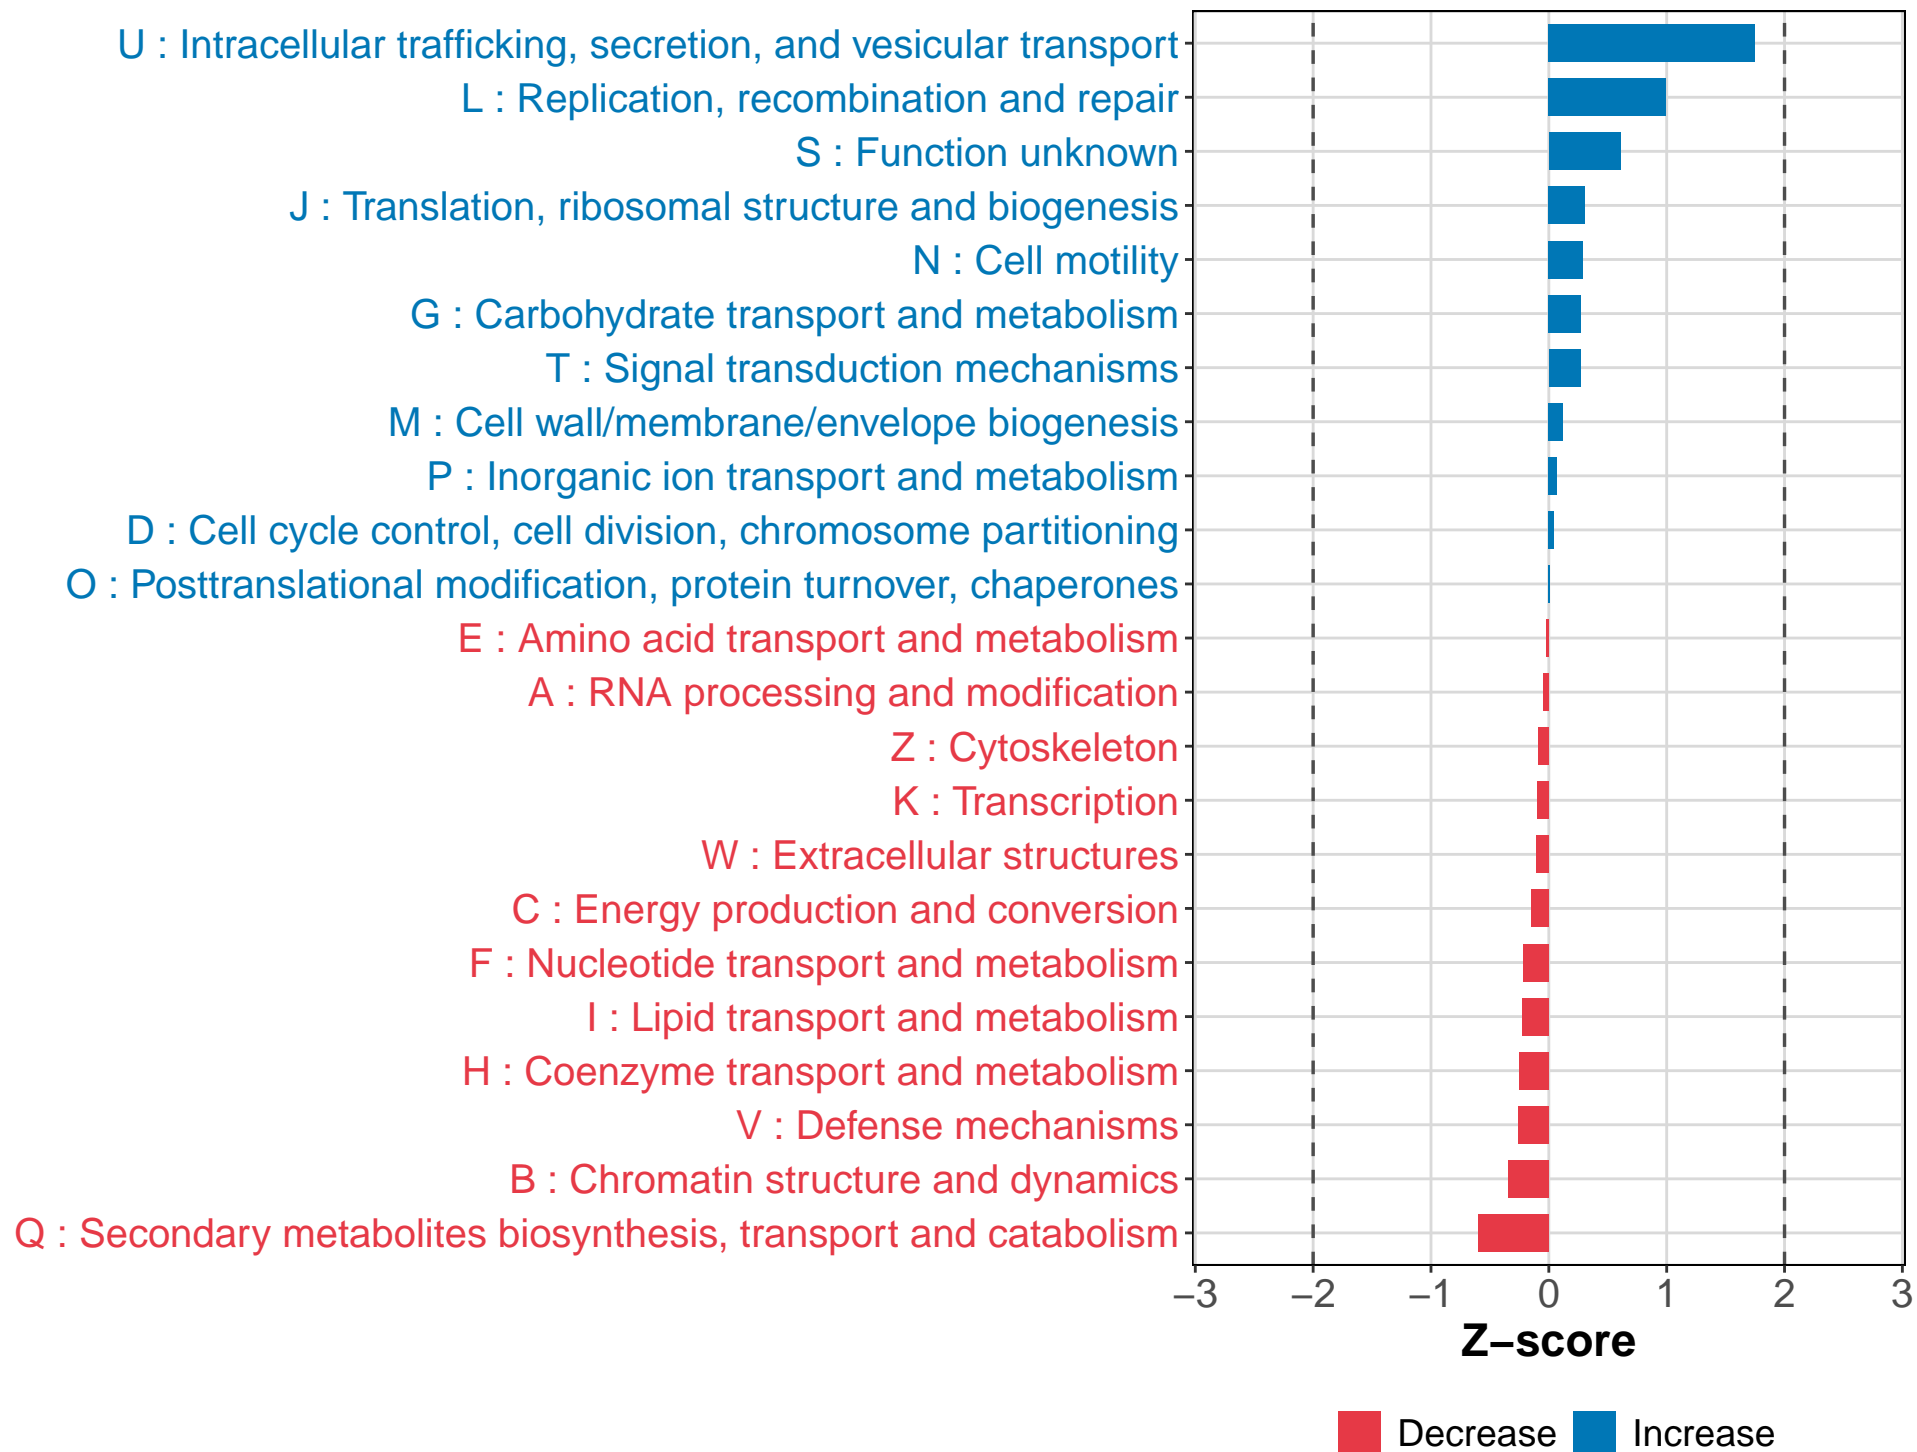 U : Intracellular trafficking, secretion, and vesicular transport
L : Replication, recombination and repair
S : Function unknown
J : Translation, ribosomal structure and biogenesis
N : Cell motility
G : Carbohydrate transport and metabolism
T : Signal transduction mechanisms
M : Cell wall/membrane/envelope biogenesis
P : Inorganic ion transport and metabolism
D : Cell cycle control, cell division, chromosome partitioning
O : Posttranslational modification, protein turnover, chaperones
E : Amino acid transport and metabolism
A : RNA processing and modification
Z : Cytoskeleton
K : Transcription
W : Extracellular structures
C : Energy production and conversion
F : Nucleotide transport and metabolism
I : Lipid transport and metabolism
H : Coenzyme transport and metabolism
V : Defense mechanisms
B : Chromatin structure and dynamics
Q : Secondary metabolites biosynthesis, transport and catabolism
−3 −2 −1 0 1 2 3
Z−score
Decrease Increase